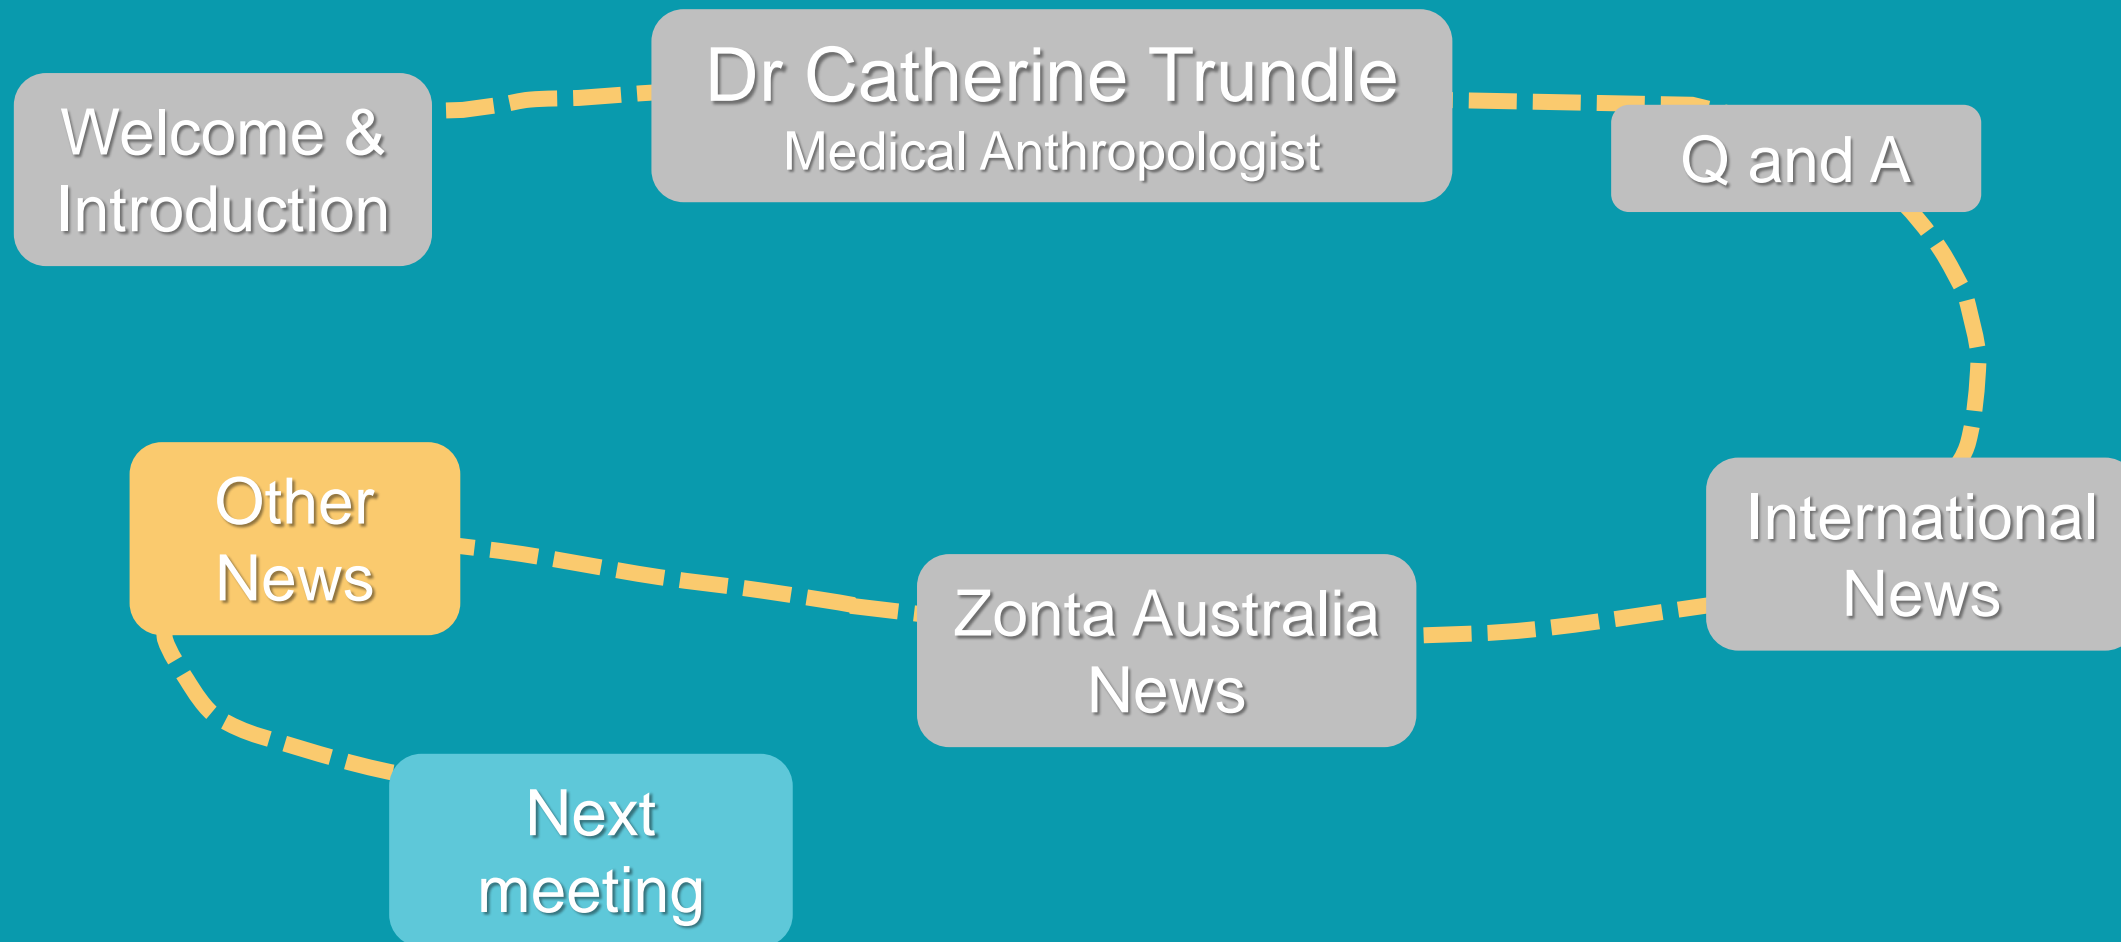 Welcome &
Introduction
Dr Catherine Trundle
Medical Anthropologist
Q and A
International
News
Zonta Australia
News
Other
News
Next
meeting